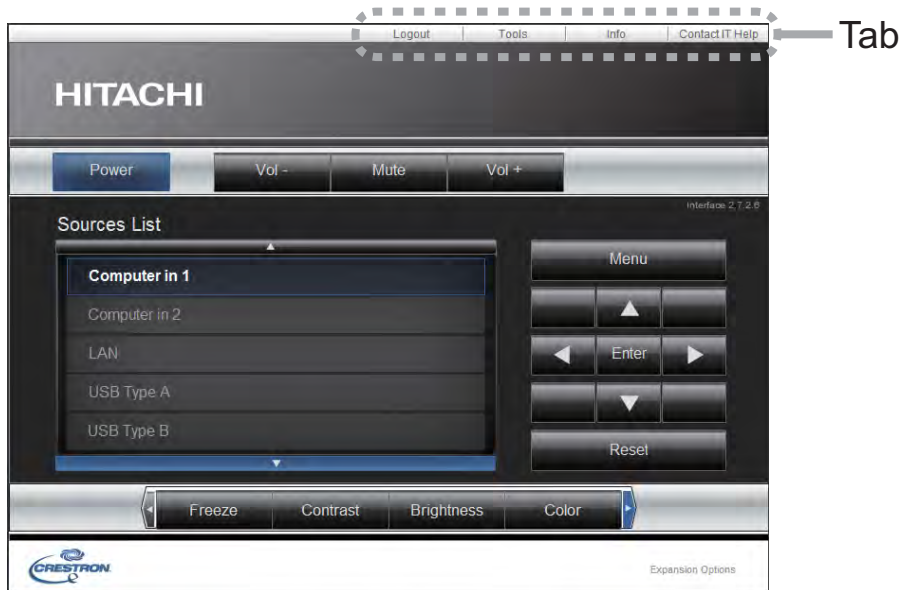 Logout Tools Info Contact IT Help
Tab
HITACHI
Power Vol - Mute Vol +
Interface 2.7.2.6
Sources List
Computer in 1
Computer in 2
LAN
USB Type A
USB Type B
Menu
Enter
Reset
Freeze Contrast Brightness Color
CRESTRON
Expansion Options